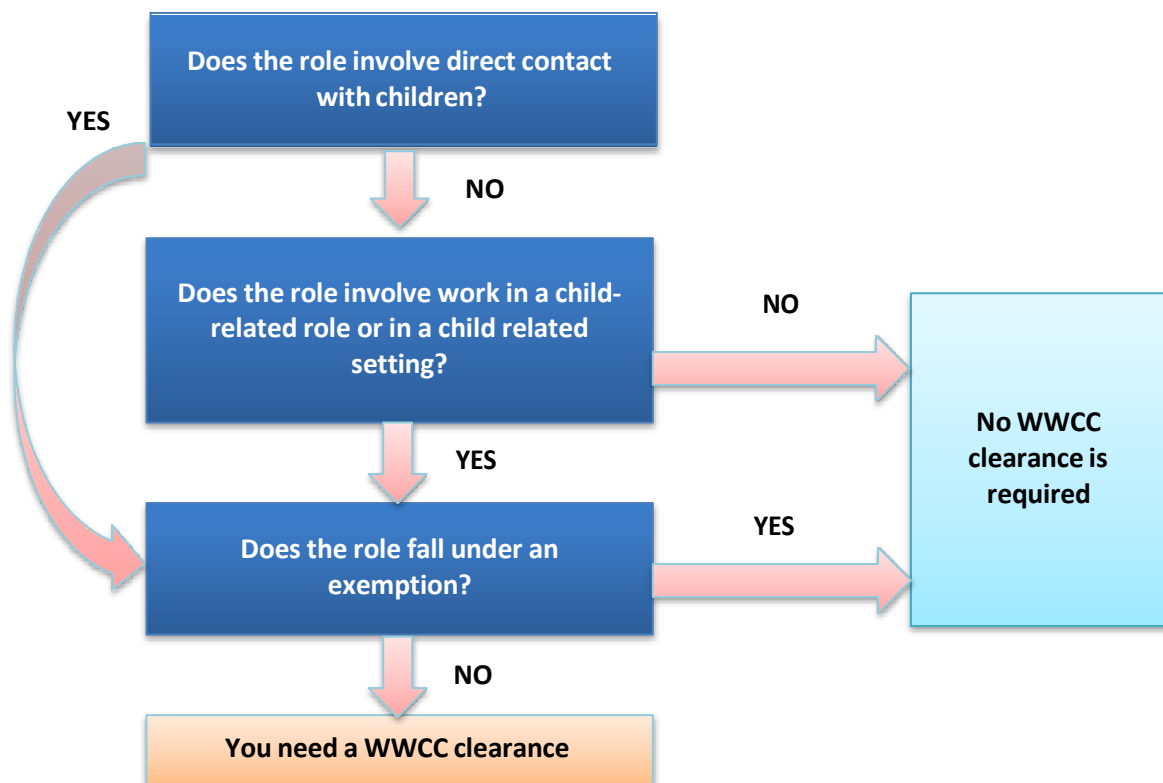 Does the role involve direct contact
with children?
YES
NO
Does the role involve work in a child-
related role or in a child related
setting?
NO
YES
No WWCC
clearance is
required
Does the role fall under an
exemption?
YES
NO
You need a WWCC clearance